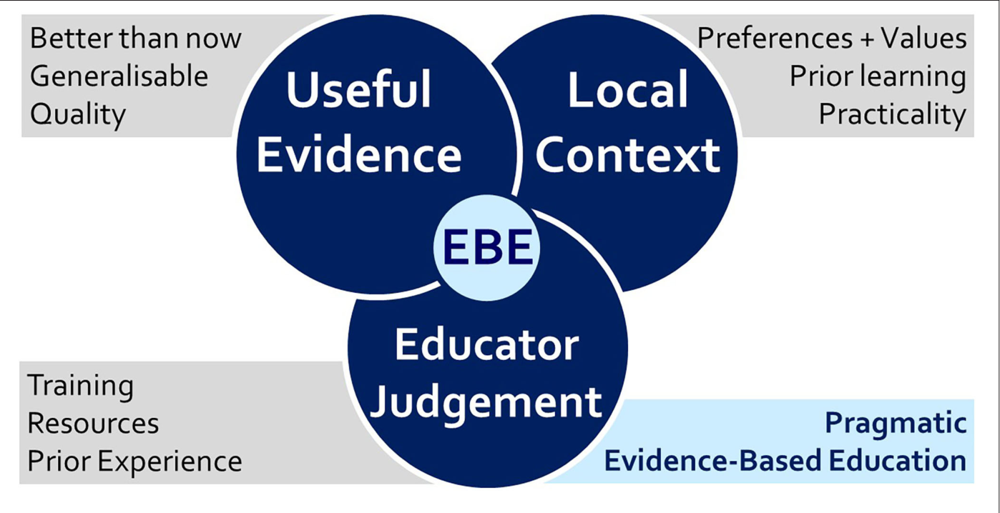 Better than now
Generalisable
Quality
Useful
Evidence
Local
Context
Preferences + Values
Prior learning
Practicality
EBE
Educator
Judgement
Training
Resources
Prior Experience
Pragmatic
Evidence-Based Education